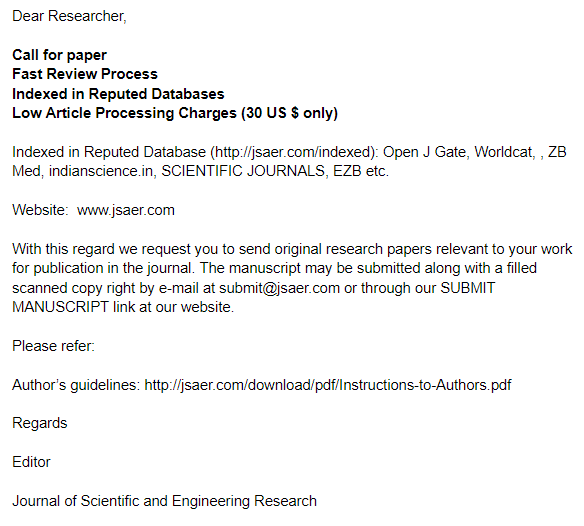 Dear Researcher,
Call for paper
Fast Review Process
Indexed in Reputed Databases
Low Article Processing Charges (30 US $ only)
Indexed in Reputed Database (http://jsaer.com/indexed): Open J Gate, Worldcat, , ZB
Med, indianscience.in, SCIENTIFIC JOURNALS, EZB etc.
Website:  www.jsaer.com
With this regard we request you to send original research papers relevant to your work
for publication in the journal. The manuscript may be submitted along with a filled
scanned copy right by e-mail at submit@jsaer.com or through our SUBMIT
MANUSCRIPT link at our website.
Please refer:
Author’s guidelines: http://jsaer.com/download/pdf/Instructions-to-Authors.pdf
Regards
Editor
Journal of Scientific and Engineering Research